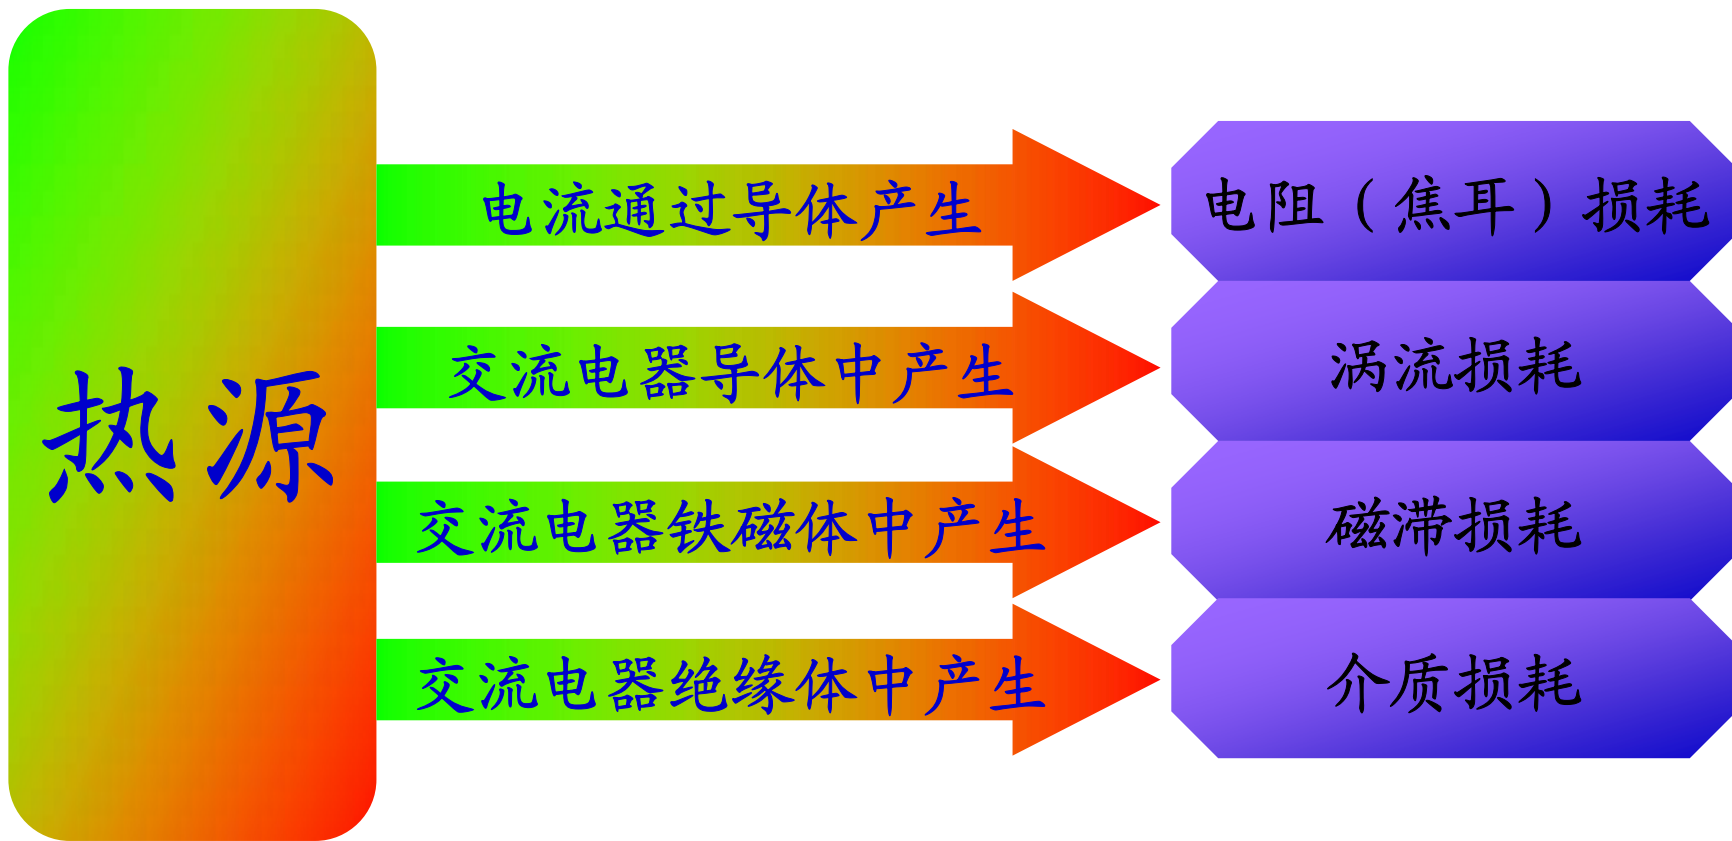 热源
电流通过导体产生
电阻（焦耳）损耗
交流电器导体中产生
涡流损耗
交流电器铁磁体中产生
磁滞损耗
交流电器绝缘体中产生
介质损耗